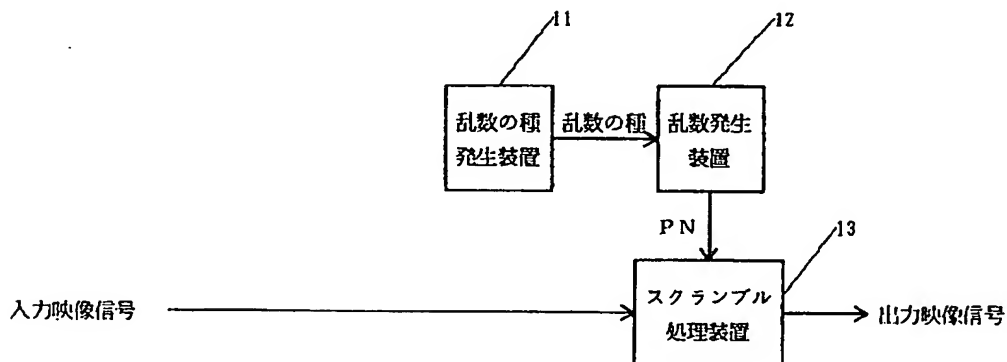 11
12
乱数の種
発生装置
乱数の種
乱数発生
装置
PN
13
入力映像信号
スクランブル
処理装置
出力映像信号